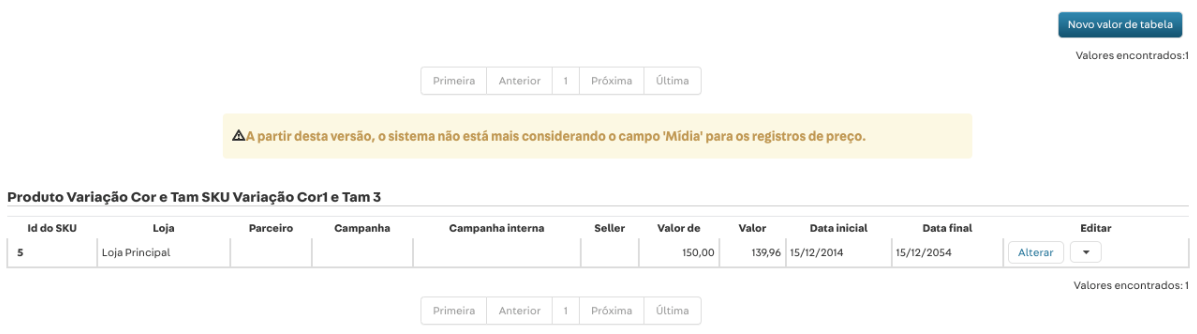 Novo valor de tabela
Valores encontrados:1
Primeira Anterior 1 Próxima Última
A partir desta versão, o sistema não está mais considerando o campo 'Mídia' para os registros de preço.
Produto Variação Cor e Tam SKU Variação Cor1 e Tam 3
Id do SKU Loja Parceiro Campanha Campanha interna Seller Valor de Valor Data inicial Data final Editar
5 Loja Principal 150,00 139,96 15/12/2014 15/12/2054 Alterar
Valores encontrados: 1
Primeira Anterior 1 Próxima Última